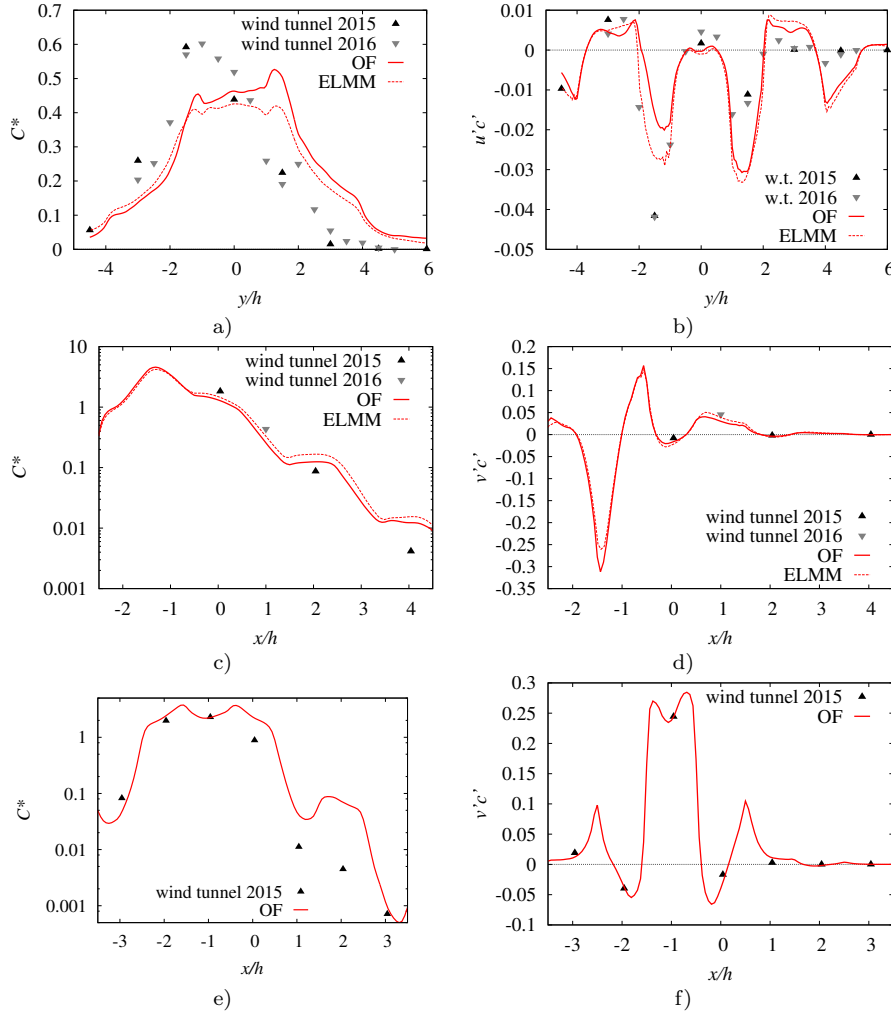 0.7
0.6
0.5
0.4
0.3
0.2
0.1
0
C*
-4
-2
0
2
4
6
y/h
wind tunnel 2015
wind tunnel 2016
OF
ELMM
a)
0.01
0
-0.01
-0.02
-0.03
-0.04
-0.05
u'c'
-4
-2
0
2
4
6
y/h
w.t. 2015
w.t. 2016
OF
ELMM
b)
10
1
0.1
0.01
0.001
C*
-2
-1
0
1
2
3
4
x/h
wind tunnel 2015
wind tunnel 2016
OF
ELMM
c)
0.2
0.15
0.1
0.05
0
-0.05
-0.1
-0.15
-0.2
-0.25
-0.3
-0.35
v'c'
-2
-1
0
1
2
3
4
x/h
wind tunnel 2015
wind tunnel 2016
OF
ELMM
d)
1
0.1
0.01
0.001
C*
-3
-2
-1
0
1
2
3
x/h
wind tunnel 2015
OF
e)
0.3
0.25
0.2
0.15
0.1
0.05
0
-0.05
-0.1
v'c'
-3
-2
-1
0
1
2
3
x/h
wind tunnel 2015
OF
f)